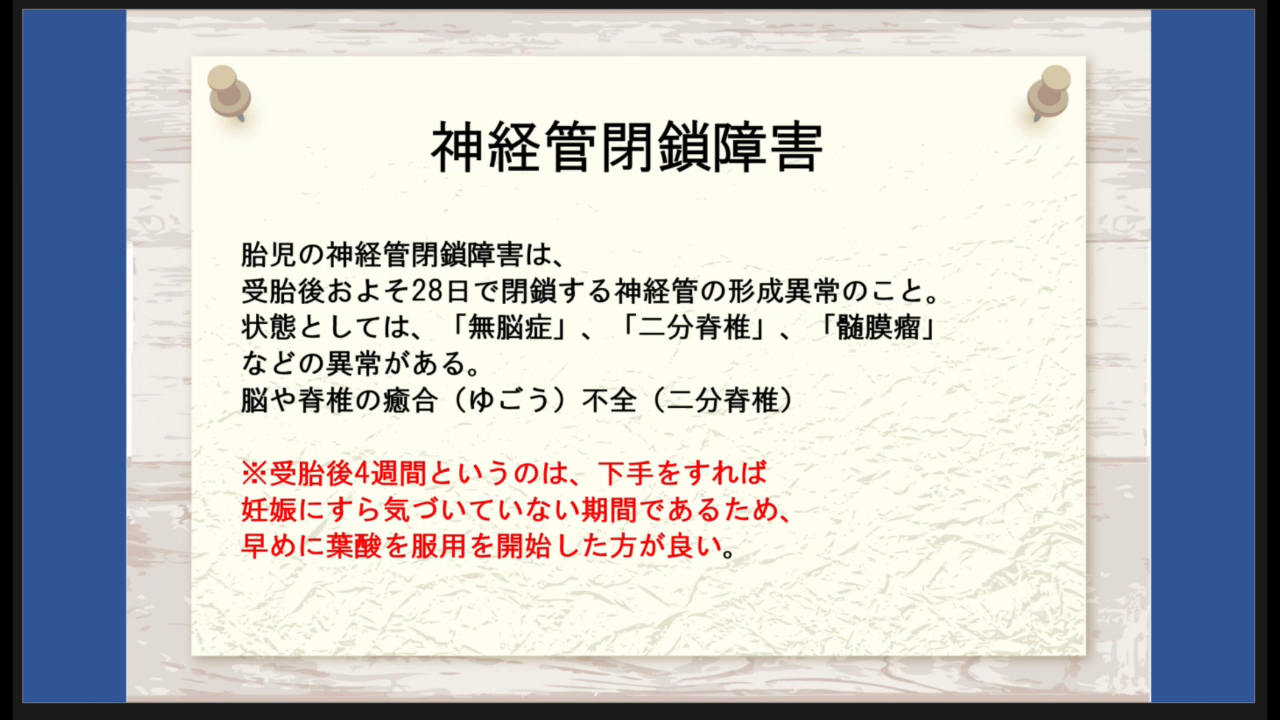 神経管閉鎖障害
胎児の神経管閉鎖障害は、
受胎後およそ28日で閉鎖する神経管の形成異常のこと。
状態としては、「無脳症」、「二分脊椎」、「髄膜瘤」
などの異常がある。
脳や脊椎の癒合（ゆごう）不全（二分脊椎）
※受胎後4週間というのは、下手をすれば
妊娠にすら気づいていない期間であるため、
早めに葉酸を服用を開始した方が良い。